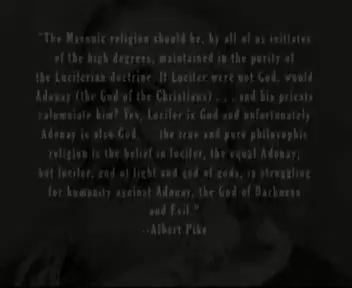 "The Masonic religion should be, by all of us initiates
of the high degrees, maintained in the purity of
the Luciferian doctrine. If Lucifer were not God, would
Adonay (the God of the Christians) . . . and his priests
calumniate him? Yes, Lucifer is God and unfortunately
Adonay is also God. . . . the true and pure philosophic
religion is the belief in lucifer, the equal Adonay;
but lucifer, god of light and god of gods, is struggling
for humanity against Adonay, the God of Darkness
and Evil."
--Albert Pike